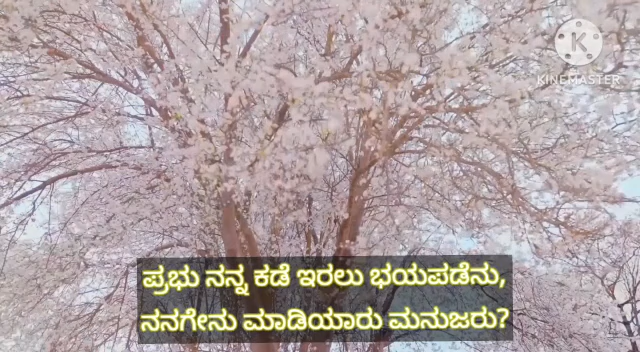 KINEMASTER
ಪ್ರಭು ನನ್ನ ಕಡೆ ಇರಲು ಭಯಪಡೆನು,
ನನಗೇನು ಮಾಡಿಯಾರು ಮನುಜರು?